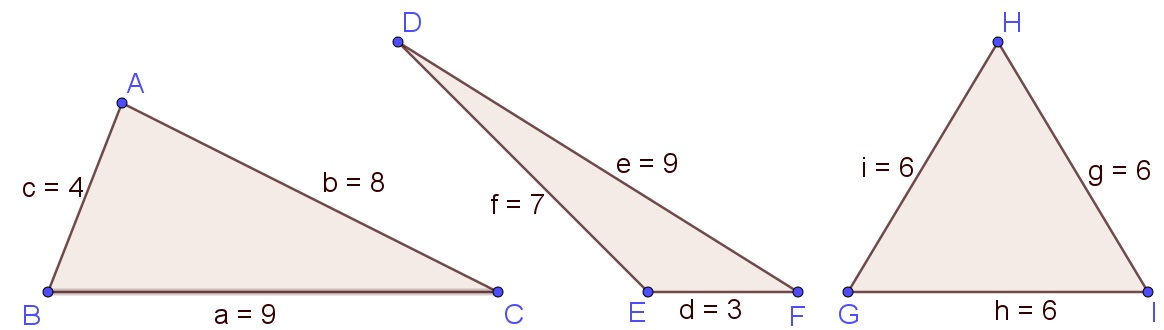 A
c = 4
b = 8
B
a = 9
C
D
e = 9
f = 7
E
d = 3
F
H
i = 6
g = 6
G
h = 6
I